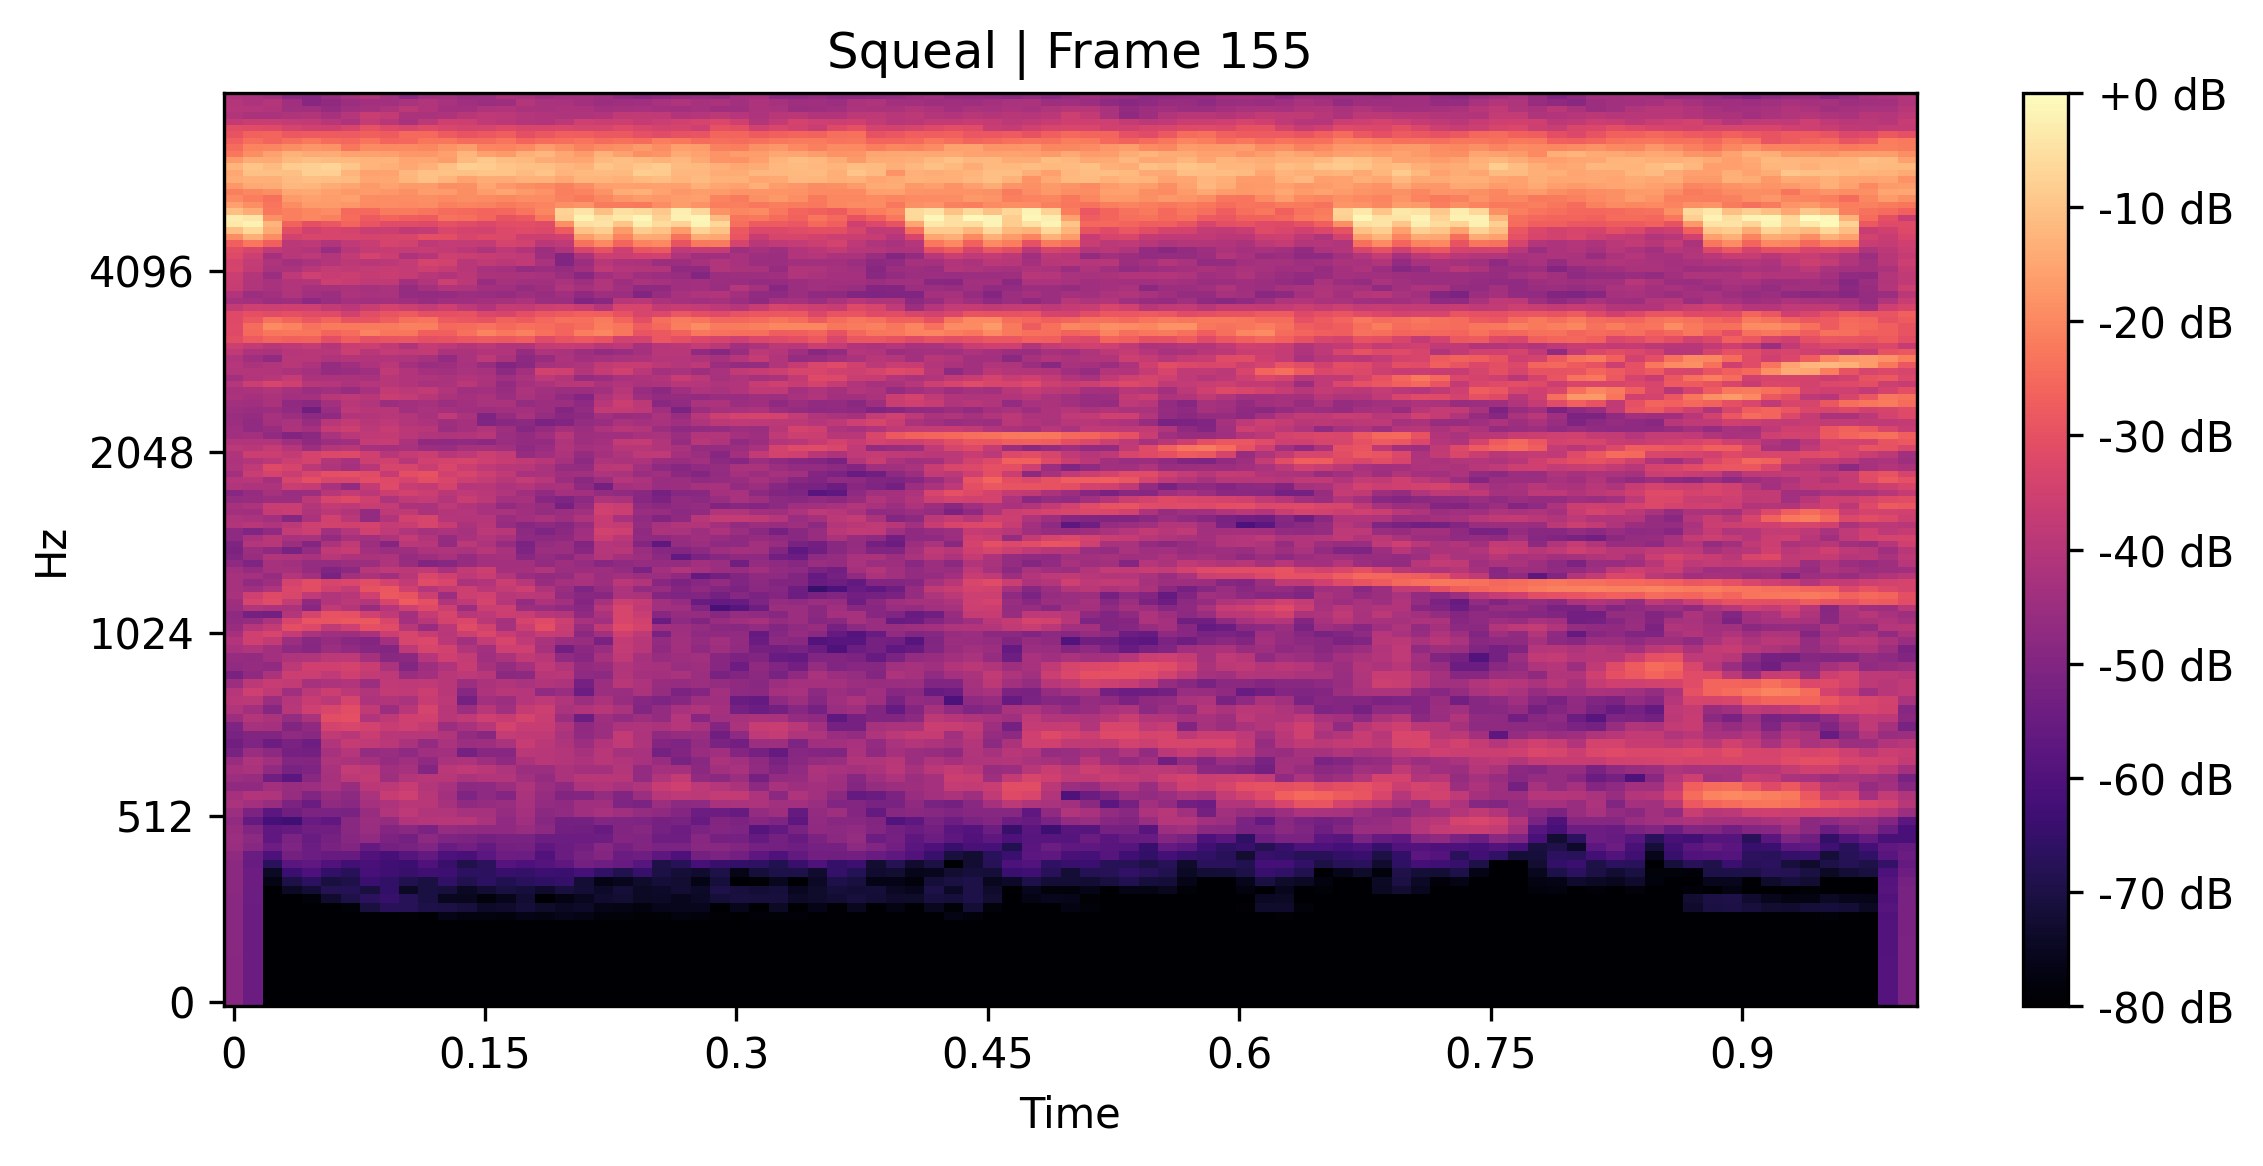 Squeal | Frame 155
+0 dB
-10 dB
-20 dB
-30 dB
-40 dB
-50 dB
-60 dB
-70 dB
-80 dB
Hz
4096
2048
1024
512
0
0 0.15 0.3 0.45 0.6 0.75 0.9
Time